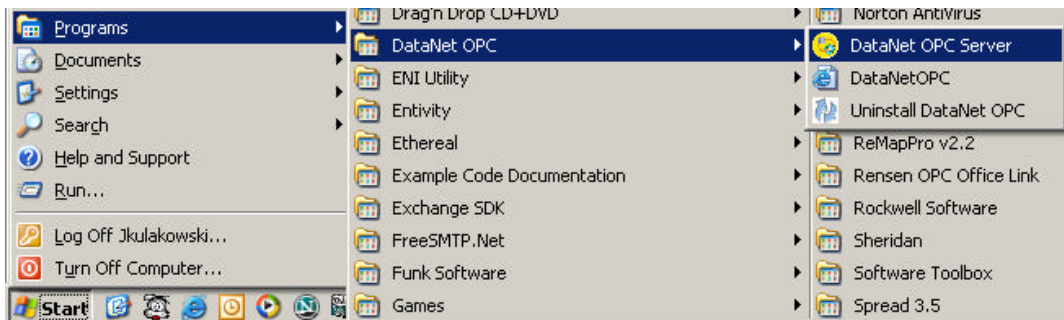 Programs
Documents
Settings
Search
Help and Support
Run...
Log Off Jkulakowski...
Turn Off Computer...
Start
Drag'n Drop CD+DVD
DataNet OPC
ENI Utility
Entivity
Ethereal
Example Code Documentation
Exchange SDK
FreeSMTP.Net
Funk Software
Games
Norton AntiVirus
DataNet OPC Server
DataNetOPC
Uninstall DataNet OPC
ReMapPro v2.2
Rensen OPC Office Link
Rockwell Software
Sheridan
Software Toolbox
Spread 3.5